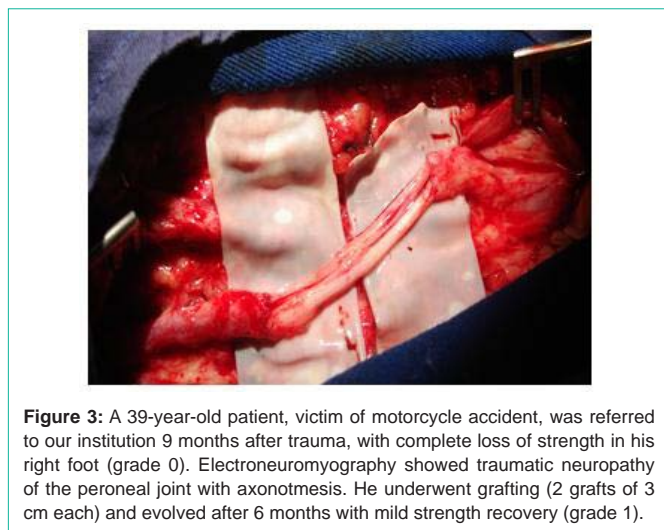 Figure 3: A 39-year-old patient, victim of motorcycle accident, was referred
to our institution 9 months after trauma, with complete loss of strength in his
right foot (grade 0). Electroneuromyography showed traumatic neuropathy
of the peroneal joint with axonotmesis. He underwent grafting (2 grafts of 3
cm each) and evolved after 6 months with mild strength recovery (grade 1).